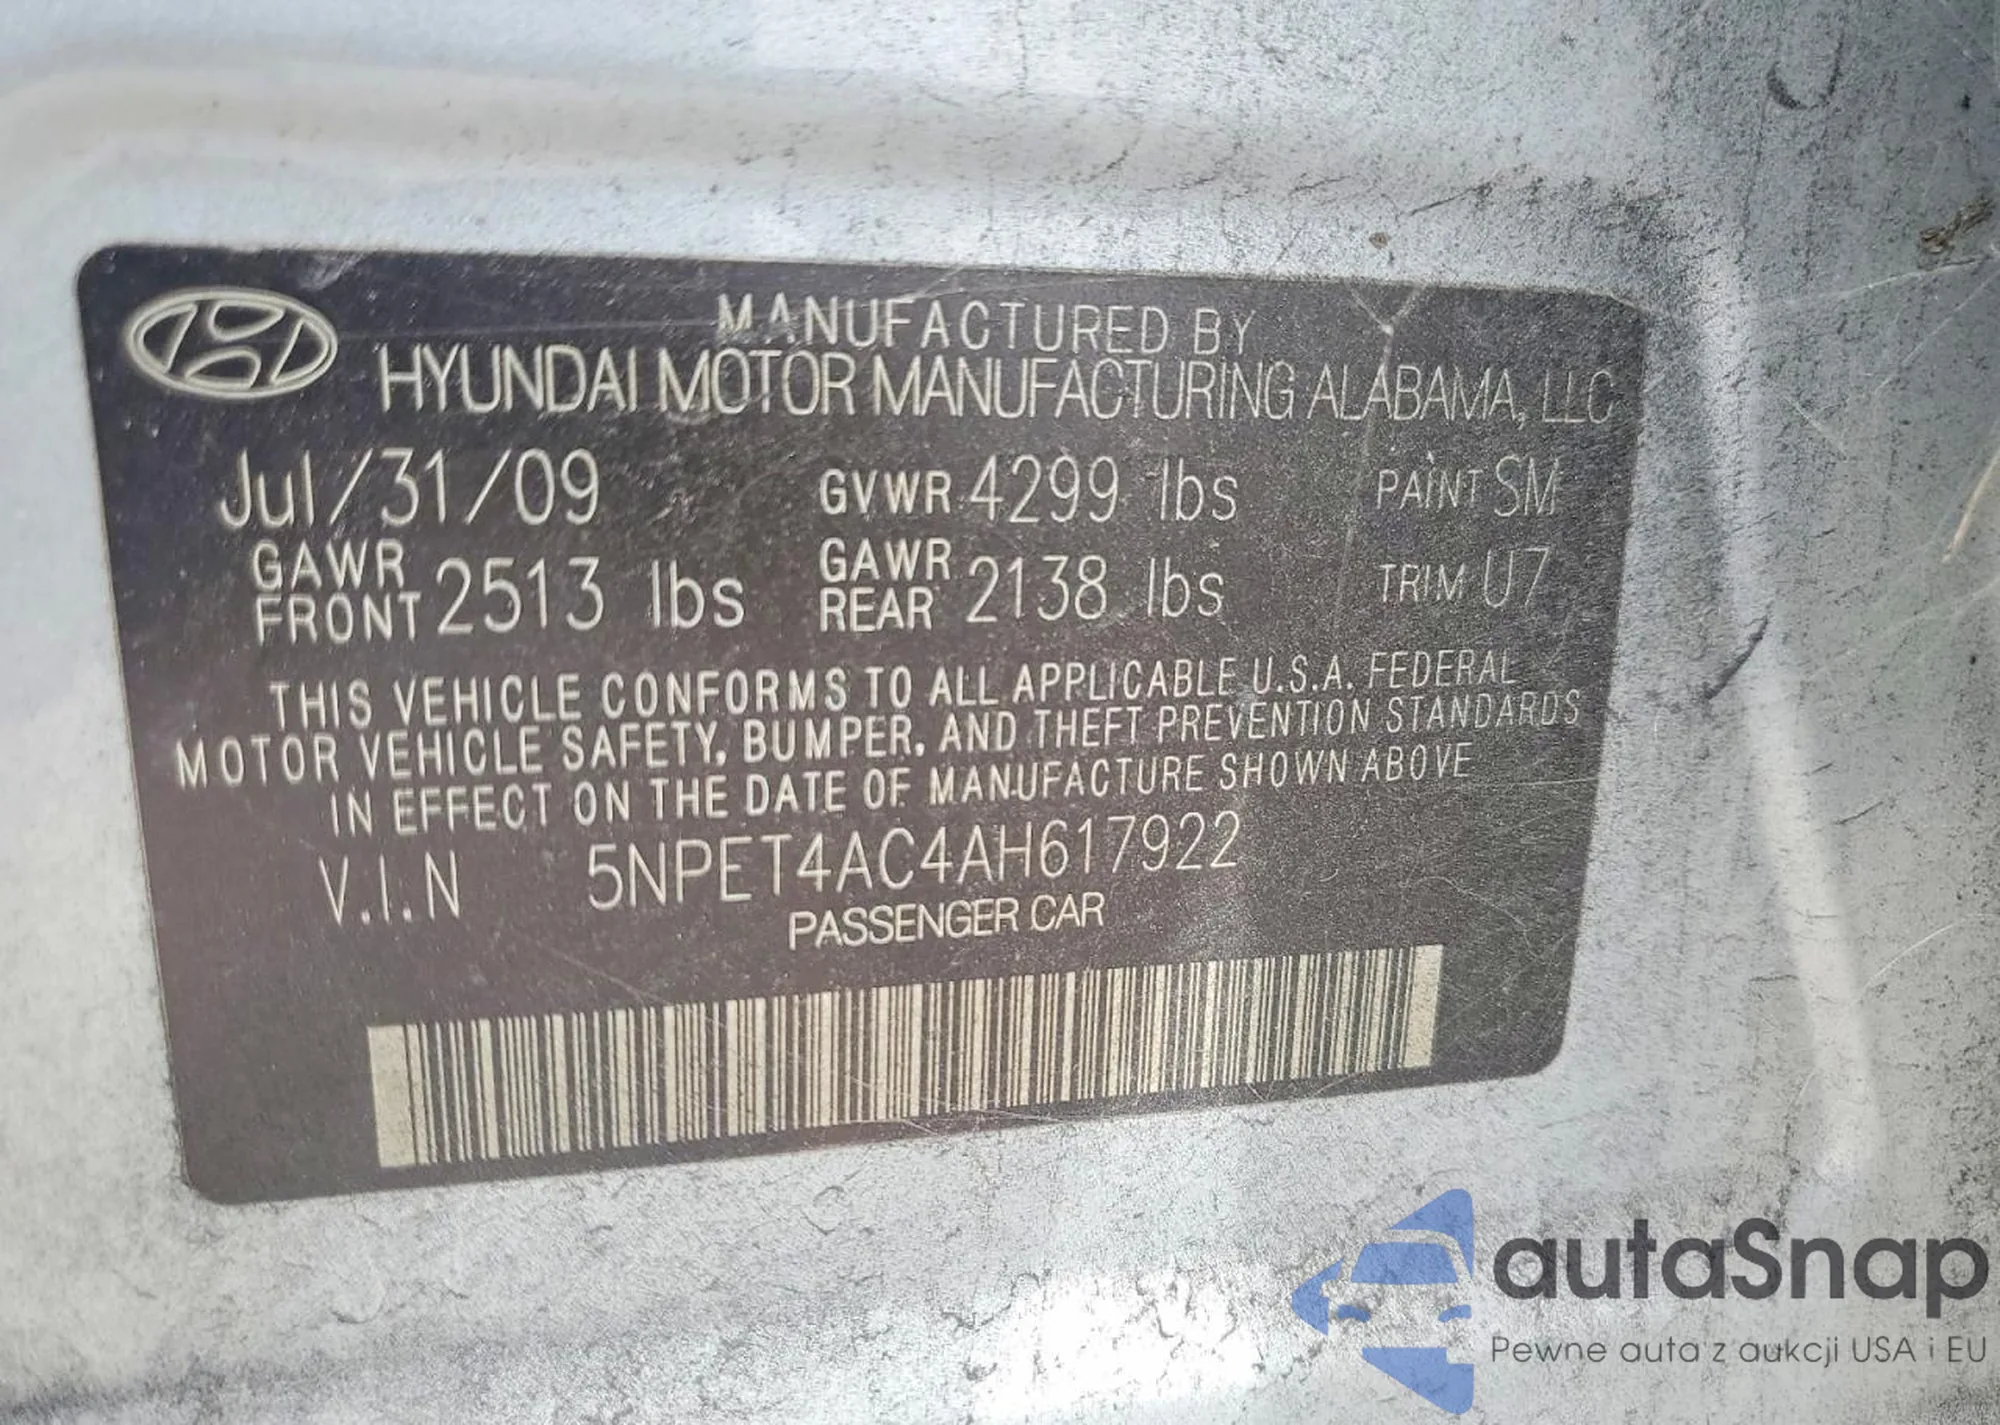 MANUFACTURED BY
HYUNDAI MOTOR MANUFACTURING ALABAMA, LLC
Jul/31/09 GVWR 4299 lbs PAINT SM
GAWR FRONT 2513 lbs GAWR REAR 2138 lbs TRIM U7
THIS VEHICLE CONFORMS TO ALL APPLICABLE U.S.A. FEDERAL
MOTOR VEHICLE SAFETY, BUMPER, AND THEFT PREVENTION STANDARDS
IN EFFECT ON THE DATE OF MANUFACTURE SHOWN ABOVE
V.I.N 5NPET4AC4AH617922
PASSENGER CAR
autaSnap
Pewne auta z aukcji USA i EU